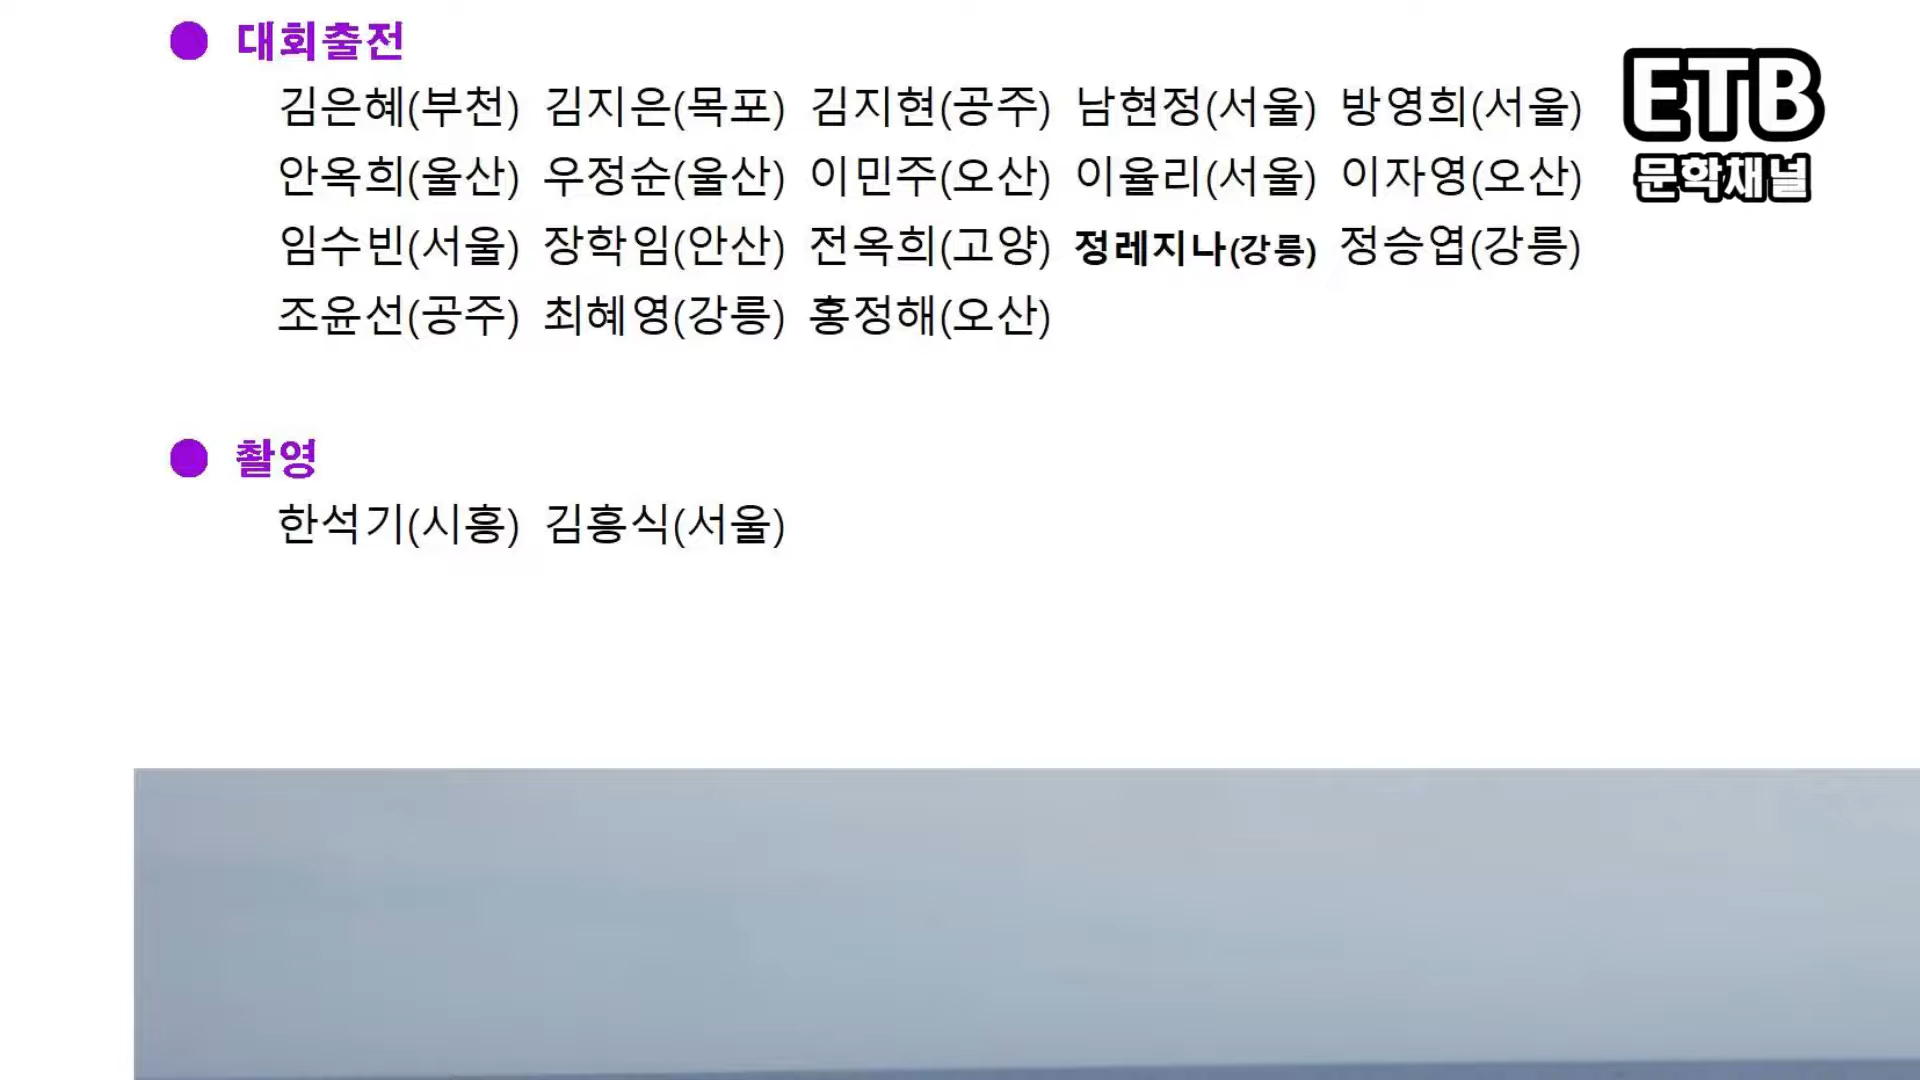 ● 대회출전
김은혜(부천) 김지은(목포) 김지현(공주) 남현정(서울) 방영희(서울)
안옥희(울산) 우정순(울산) 이민주(오산) 이율리(서울) 이자영(오산)
임수빈(서울) 장학임(안산) 전옥희(고양) 정레지나(강릉) 정승엽(강릉)
조윤선(공주) 최혜영(강릉) 홍정해(오산)
● 촬영
한석기(시흥) 김흥식(서울)
ETB
문학채널